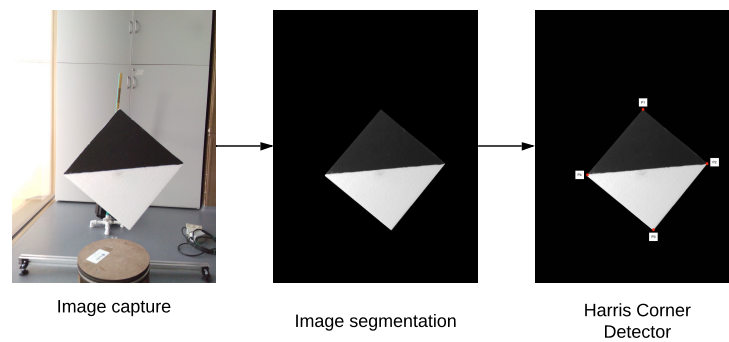 Image capture
Image segmentation
Harris Corner
Detector